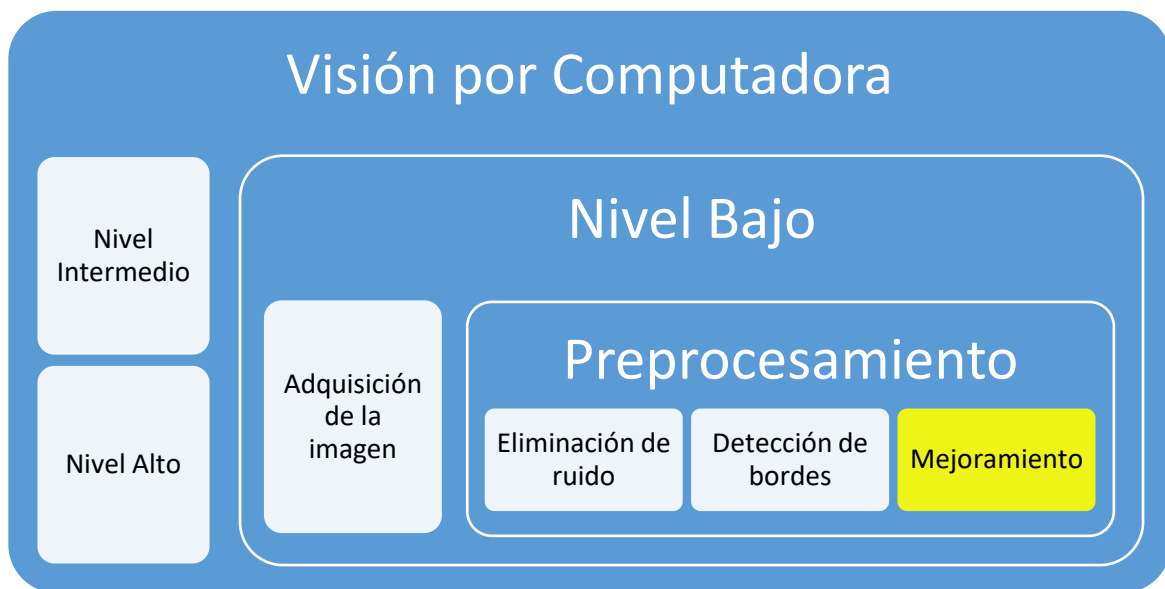 Visión por Computadora
Nivel
Intermedio
Nivel Alto
Nivel Bajo
Adquisición
de la
imagen
Preprocesamiento
Eliminación de
ruido
Detección de
bordes
Mejoramiento